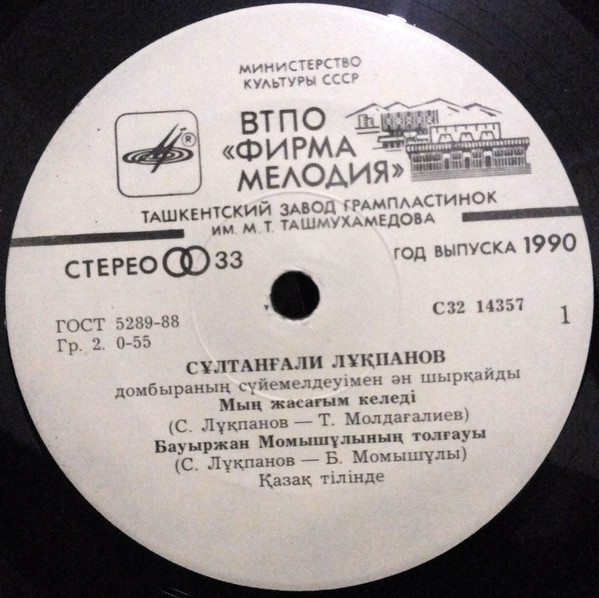 МИНИСТЕРСТВО
КУЛЬТУРЫ СССР
ВТПО
«ФИРМА
МЕЛОДИЯ»
®
ТАШКЕНТСКИЙ ЗАВОД ГРАМПЛАСТИНОК
ИМ. М. Т. ТАШМУХАМЕДОВА
СТЕРЕО 33
ГОД ВЫПУСКА 1990
ГОСТ 5289-88
Гр. 2. 0-55
С32 14357
1
СҰЛТАНҒАЛИ ЛҰҚПАНОВ
домбыраның сүйемелдеуімен ән шырқайды
Мың жасағым келеді
(С. Лұқпанов — Т. Молдағалиев)
Бауыржан Момышұлының толғауы
(С. Лұқпанов — Б. Момышұлы)
Қазақ тілінде